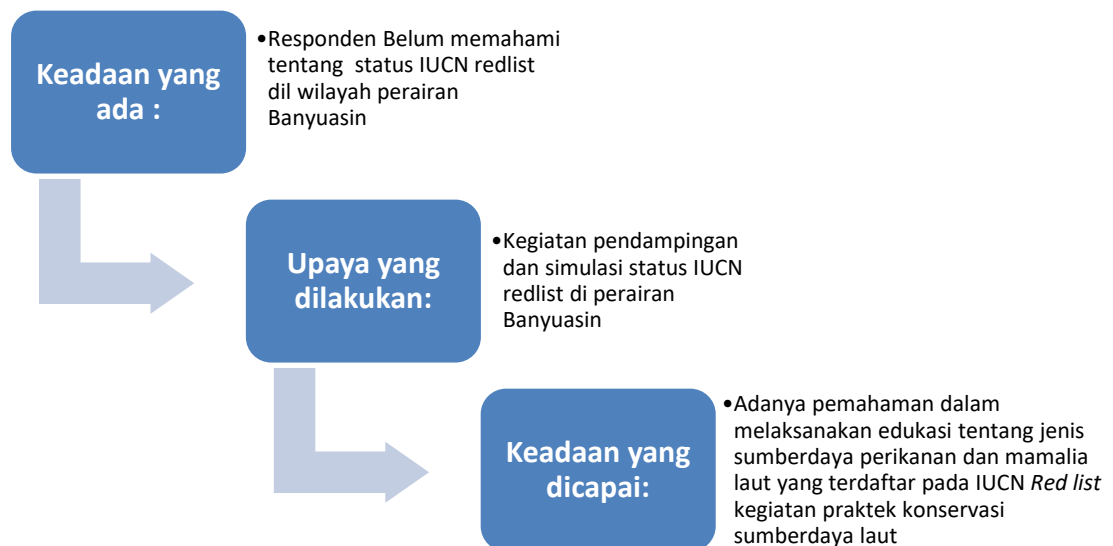 Keadaan yang
ada :
•Responden Belum memahami
tentang status IUCN redlist
dil wilayah perairan
Banyuasin
Upaya yang
dilakukan:
•Kegiatan pendampingan
dan simulasi status IUCN
redlist di perairan
Banyuasin
Keadaan yang
dicapai:
•Adanya pemahaman dalam
melaksanakan edukasi tentang jenis
sumberdaya perikanan dan mamalia
laut yang terdaftar pada IUCN Red list
kegiatan praktek konservasi
sumberdaya laut